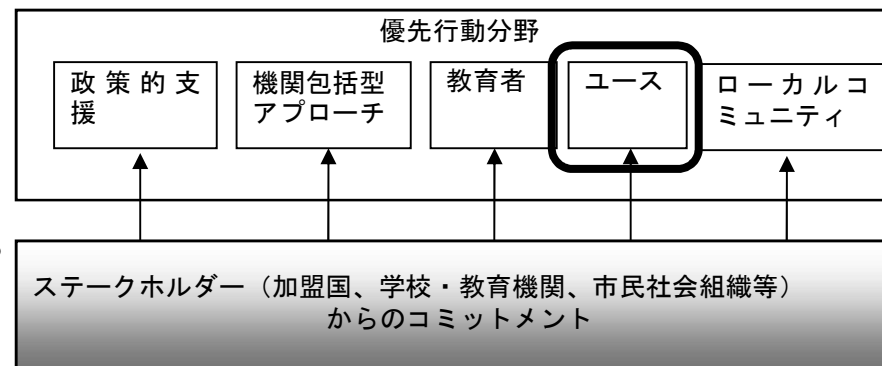 優先行動分野
政策的支
援
機関包括型
アプローチ
教育者
ユース
ローカルコ
ミュニティ
ステークホルダー（加盟国、学校・教育機関、市民社会組織等）
からのコミットメント